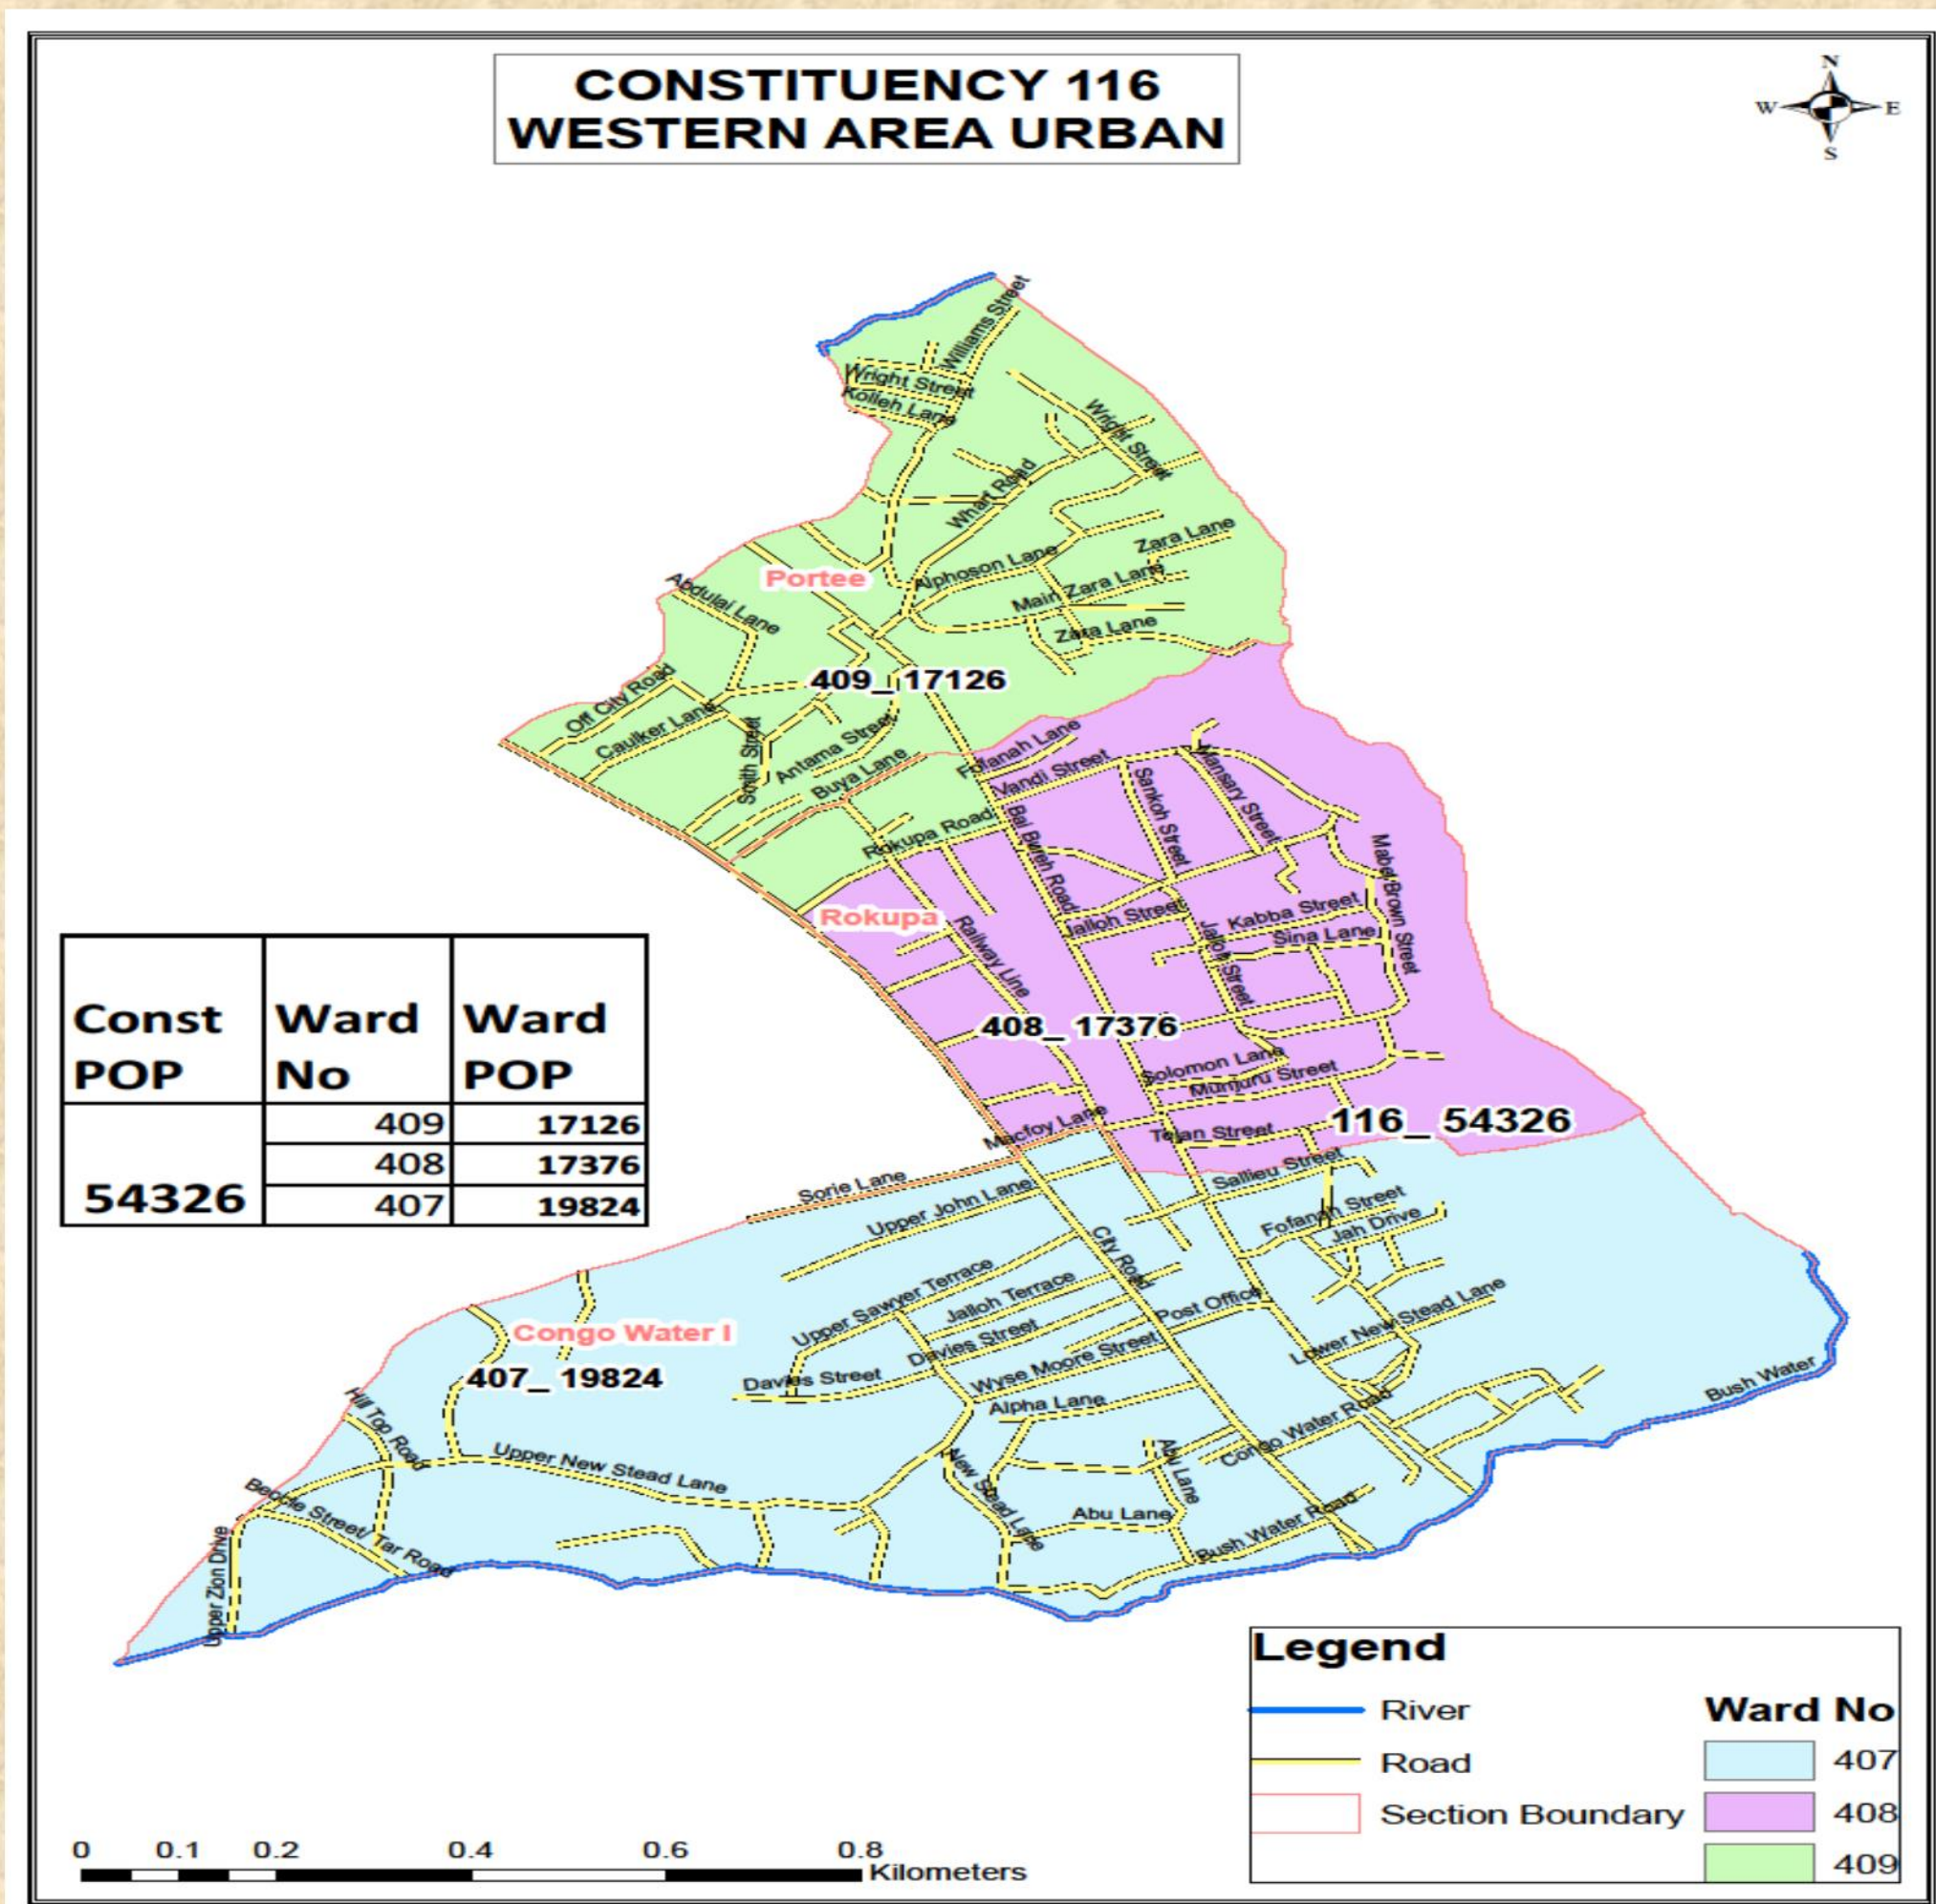 CONSTITUENCY 116
WESTERN AREA URBAN
N
W
E
S
Williams Street
Wright Street
Kolleh Lane
Wright Street
Wharf Road
Zara Lane
Alphoson Lane
Portee
Main Zara Lane
Abdulai Lane
Zara Lane
409_ 17126
Off City Road
Caulker Lane
Smith Street
Antama Street
Buya Lane
Fofanah Lane
Vandi Street
Mansary Street
Sankoh Street
Rokupa Road
Bai Bureh Road
Mabel Brown Street
Rokupa
Railway Line
Jalloh Street
Kabba Street
Sina Lane
Jalloh Street
408_ 17376
Solomon Lane
Munjuru Street
Macfoy Lane
Tejan Street
116_ 54326
Const
POP
Ward
No
Ward
POP
409
17126
408
17376
54326
407
19824
Sorie Lane
Sallieu Street
Upper John Lane
Fofanah Street
Jah Drive
City Road
Upper Sawyer Terrace
Jalloh Terrace
Post Office
Davies Street
Lower New Stead Lane
Congo Water I
407_ 19824
Davies Street
Wyse Moore Street
Alpha Lane
Bush Water
Hill Top Road
Congo Water Road
Upper New Stead Lane
New Stead Lane
Abu Lane
Abu Lane
Beckle Street/ Tar Road
Upper Zion Drive
Bush Water Road
Legend
River
Road
Section Boundary
Ward No
407
408
409
0
0.1
0.2
0.4
0.6
0.8
Kilometers